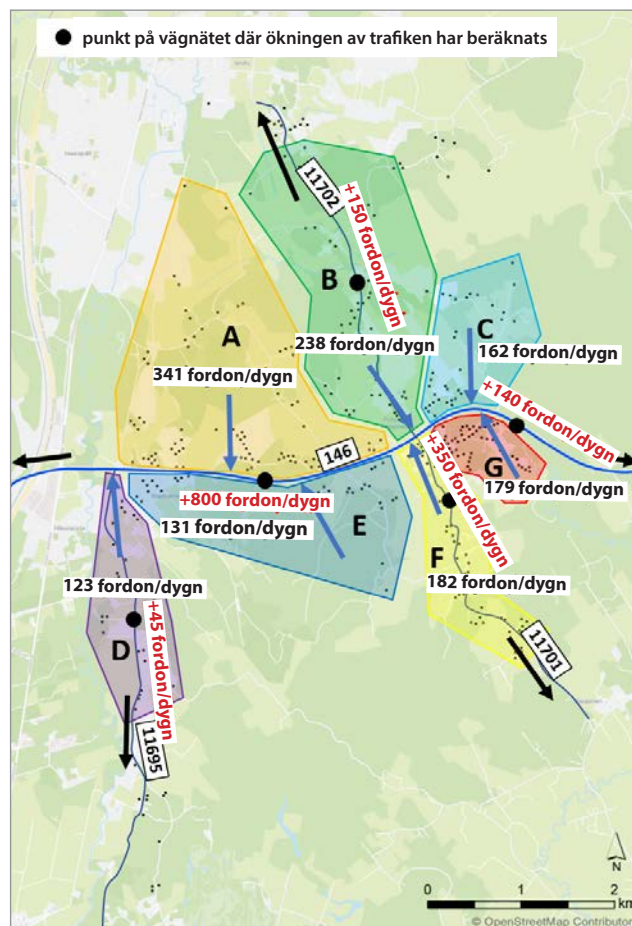 punkt på vägnätet där ökningen av trafiken har beräknats
11702
+150 fordon/dygn
B
A
C
238 fordon/dygn
162 fordon/dygn
341 fordon/dygn
+140 fordon/dygn
146
+350 fordon/dygn
G
+800 fordon/dygn
179 fordon/dygn
131 fordon/dygn
E
F
123 fordon/dygn
182 fordon/dygn
+45 fordon/dygn
D
11701
11695
N
0 1 2
km
© OpenStreetMap Contributor